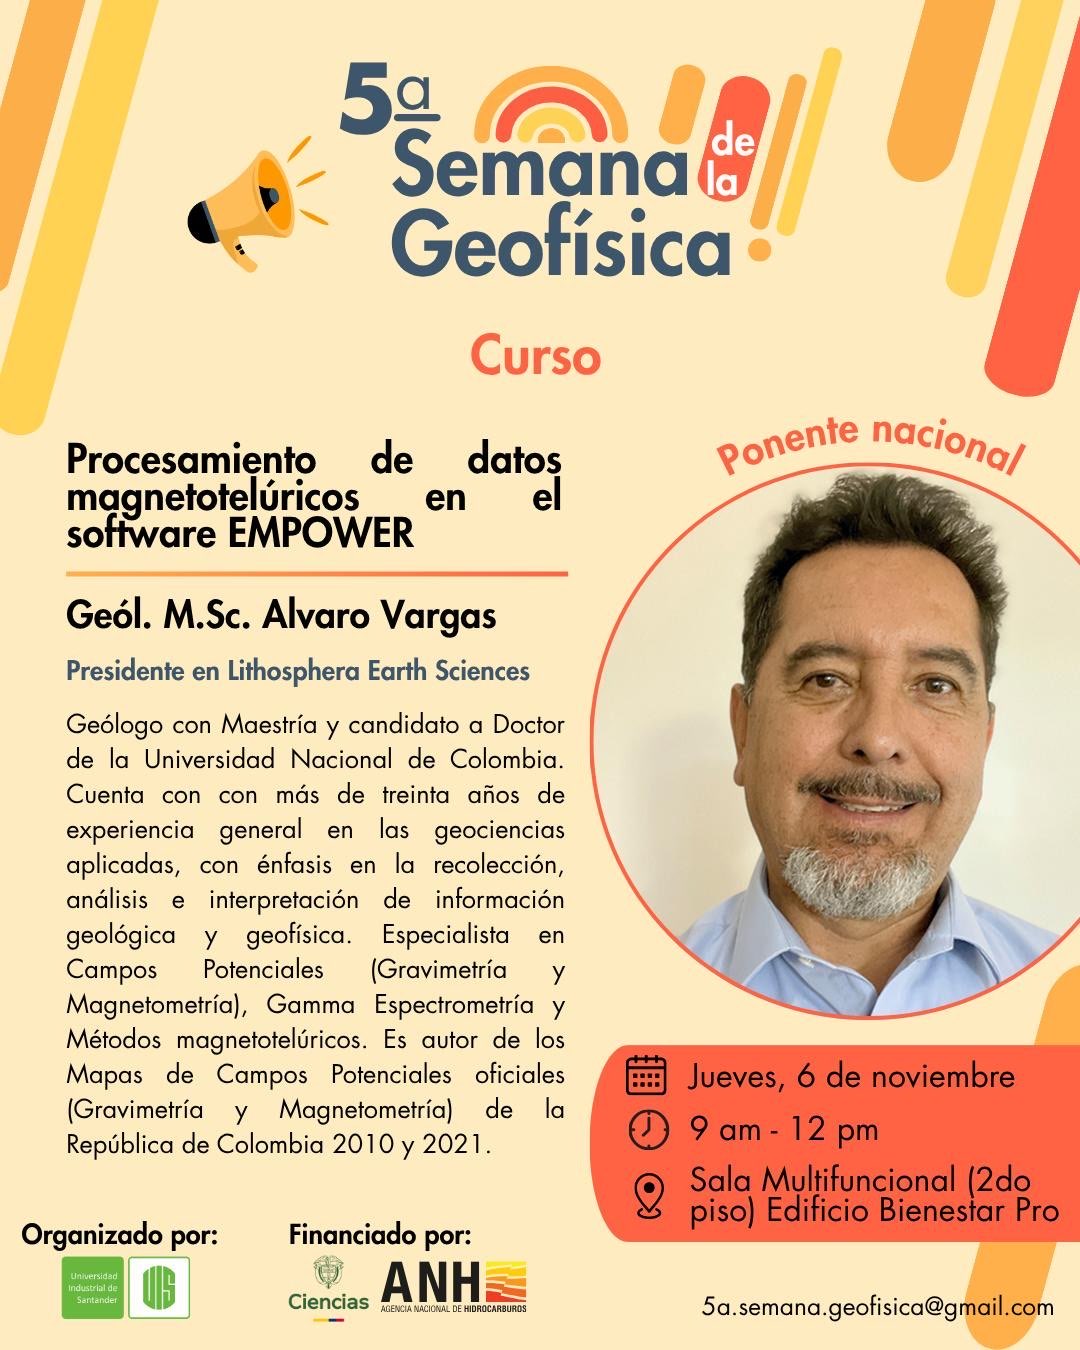 5a
Semana de la
Geofísica
Curso
Ponente nacional
Procesamiento de datos
magnetotelúricos en el
software EMPOWER
Geól. M.Sc. Alvaro Vargas
Presidente en Lithosphera Earth Sciences
Geólogo con Maestría y candidato a Doctor
de la Universidad Nacional de Colombia.
Cuenta con con más de treinta años de
experiencia general en las geociencias
aplicadas, con énfasis en la recolección,
análisis e interpretación de información
geológica y geofísica. Especialista en
Campos Potenciales (Gravimetría y
Magnetometría), Gamma Espectrometría y
Métodos magnetotelúricos. Es autor de los
Mapas de Campos Potenciales oficiales
(Gravimetría y Magnetometría) de la
República de Colombia 2010 y 2021.
Jueves, 6 de noviembre
9 am - 12 pm
Sala Multifuncional (2do
piso) Edificio Bienestar Pro
Organizado por:
Universidad
Industrial de
Santander
UIS
Financiado por:
Ciencias
ANH
AGENCIA NACIONAL DE HIDROCARBUROS
5a.semana.geofisica@gmail.com